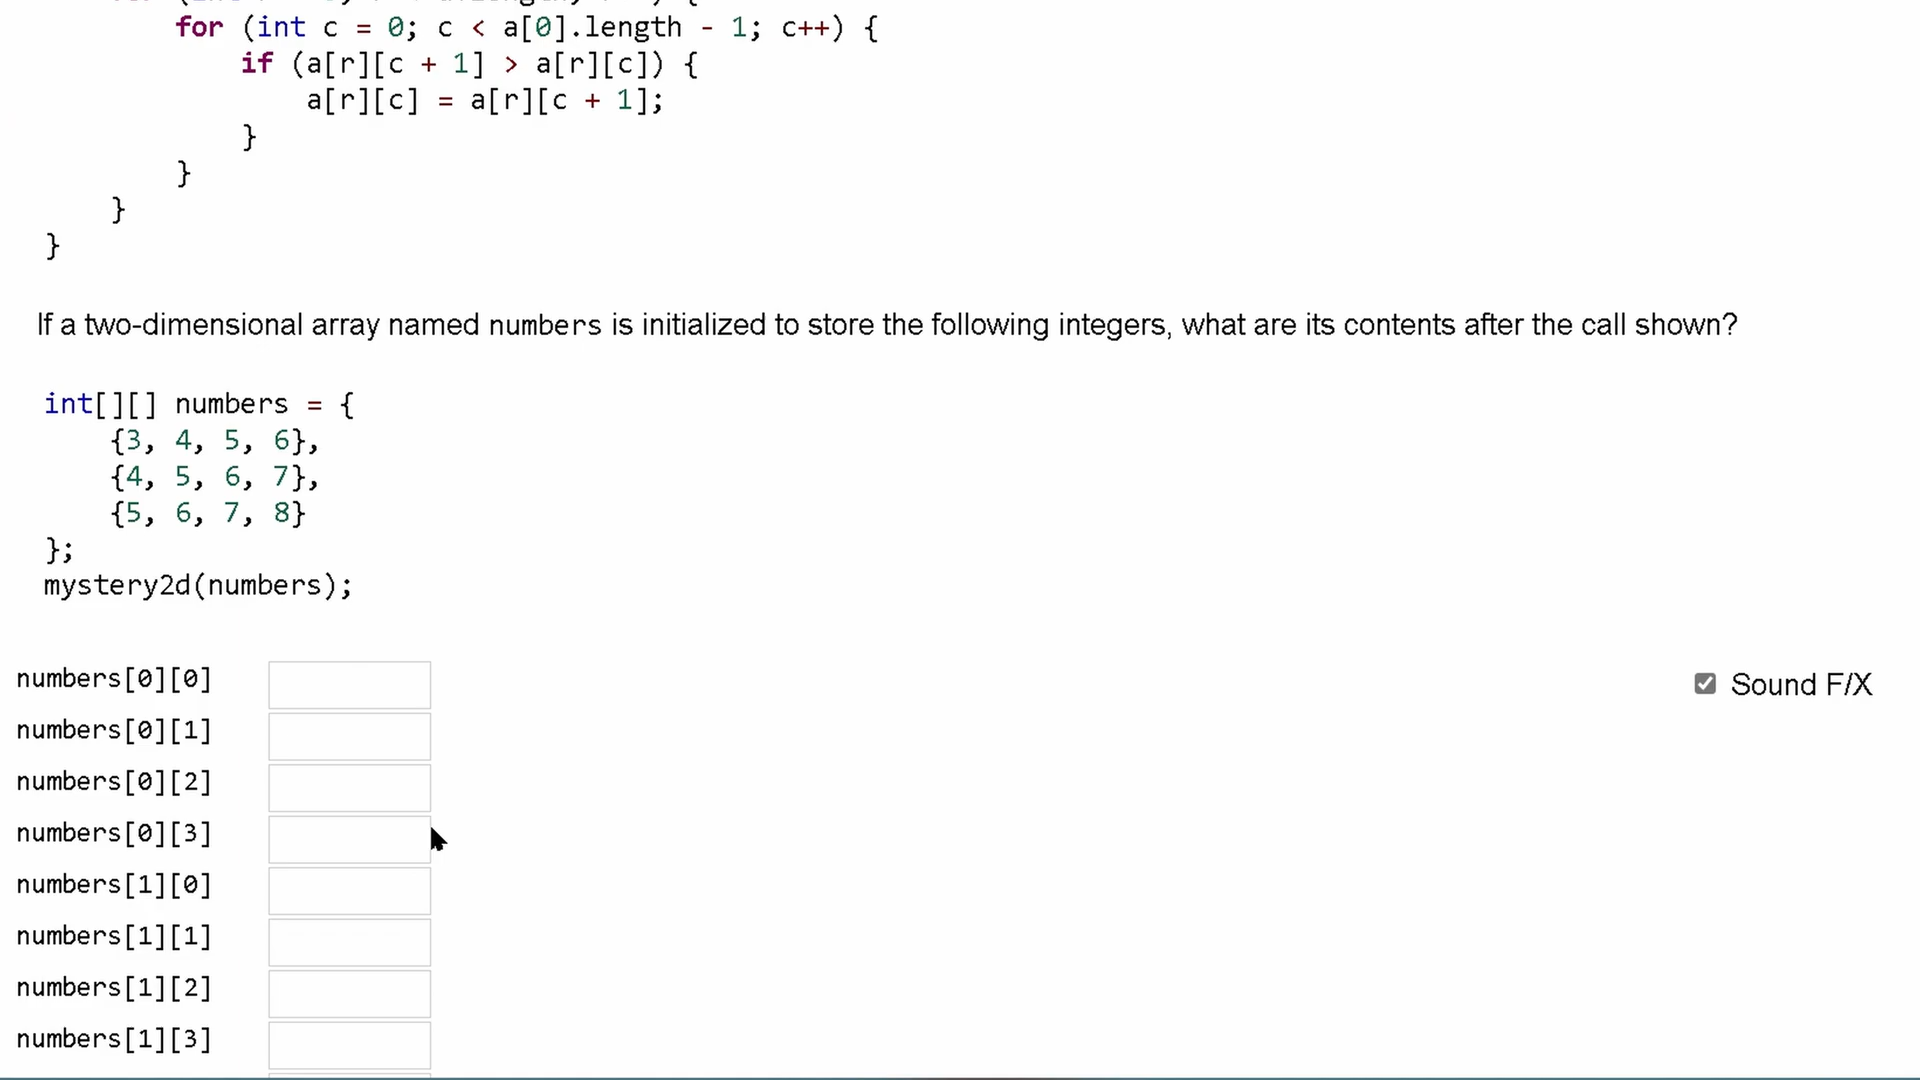 for (int c = 0; c < a[0].length - 1; c++) {
if (a[r][c + 1] > a[r][c]) {
a[r][c] = a[r][c + 1];
}
}
}
}
If a two-dimensional array named numbers is initialized to store the following integers, what are its contents after the call shown?
int[][] numbers = {
{3, 4, 5, 6},
{4, 5, 6, 7},
{5, 6, 7, 8}
};
mystery2d(numbers);
numbers[0][0]
Sound F/X
numbers[0][1]
numbers[0][2]
numbers[0][3]
numbers[1][0]
numbers[1][1]
numbers[1][2]
numbers[1][3]